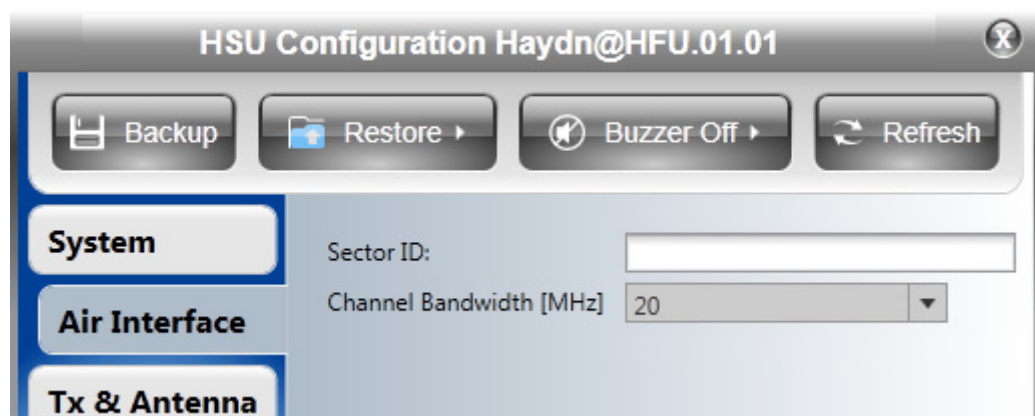 HSU Configuration Haydn@HFU.01.01
X
Backup Restore Buzzer Off Refresh
System
Sector ID:
Channel Bandwidth [MHz] 20
Air Interface
Tx & Antenna